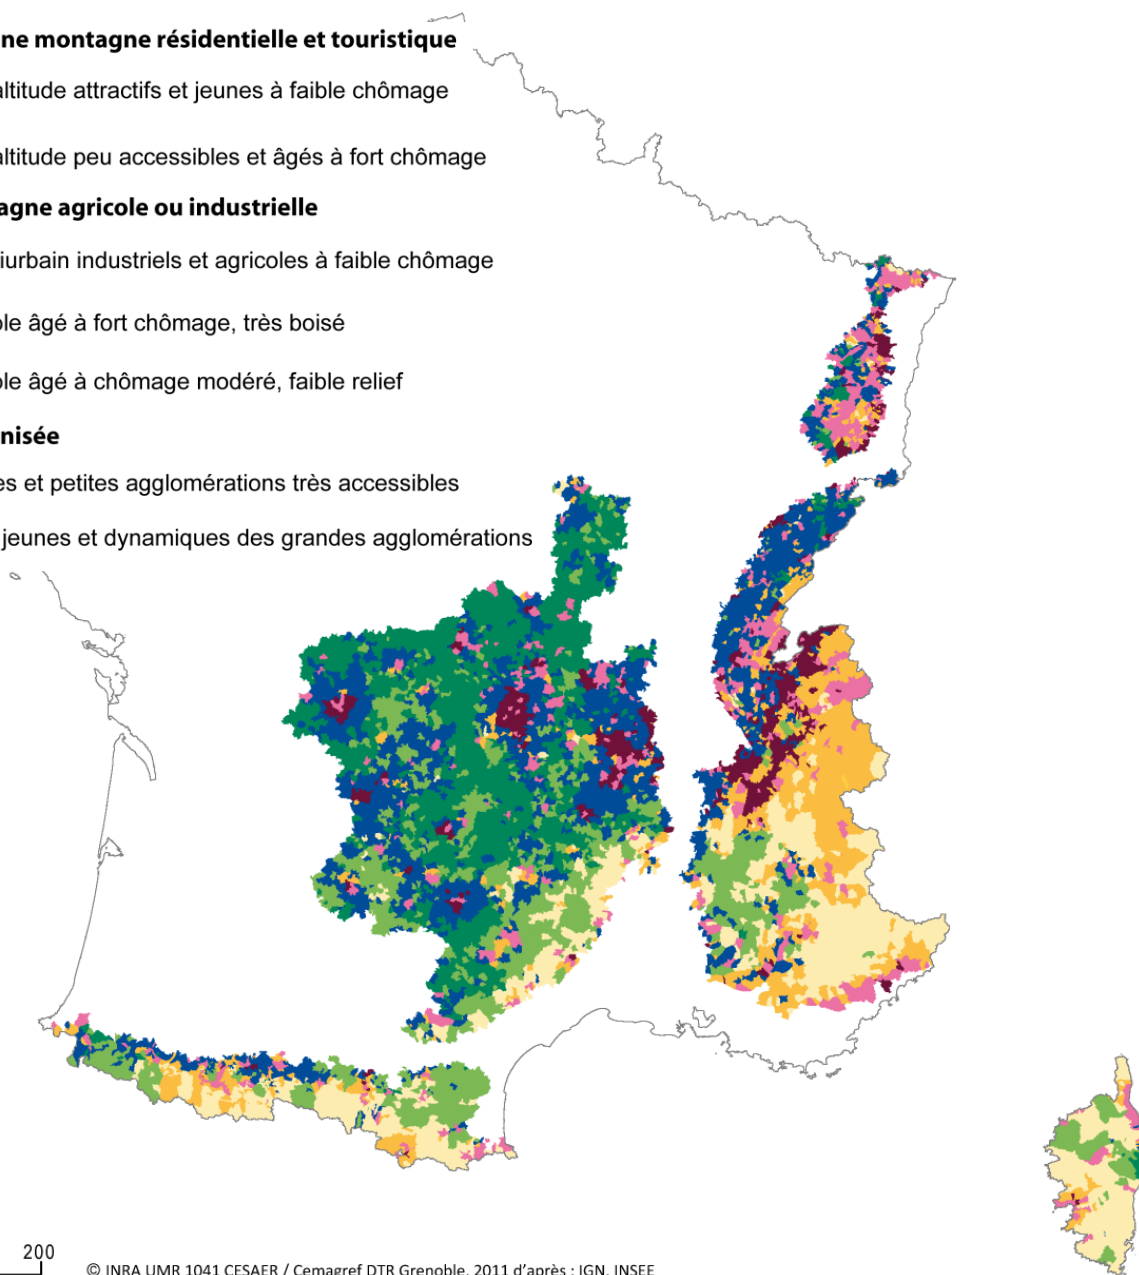 ne montagne résidentielle et touristique
altitude attractifs et jeunes à faible chômage
altitude peu accessibles et âgés à fort chômage
agne agricole ou industrielle
iurbain industriels et agricoles à faible chômage
ble âgé à fort chômage, très boisé
ble âgé à chômage modéré, faible relief
nisée
es et petites agglomérations très accessibles
jeunes et dynamiques des grandes agglomérations
200
© INRA UMR 1041 CESAER / Cemagref DTR Grenoble, 2011 d'après : IGN, INSEE